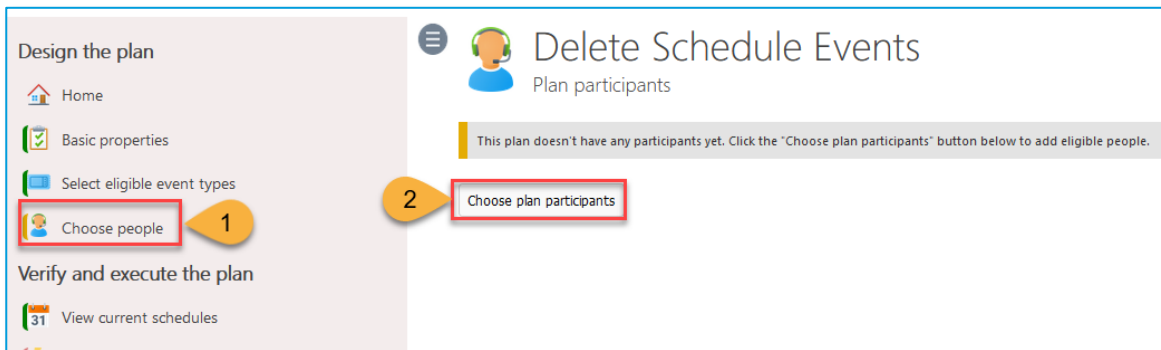 Design the plan
Home
Basic properties
Select eligible event types
Choose people
1
Verify and execute the plan
31
View current schedules
Delete Schedule Events
Plan participants
This plan doesn't have any participants yet. Click the "Choose plan participants" button below to add eligible people.
2
Choose plan participants